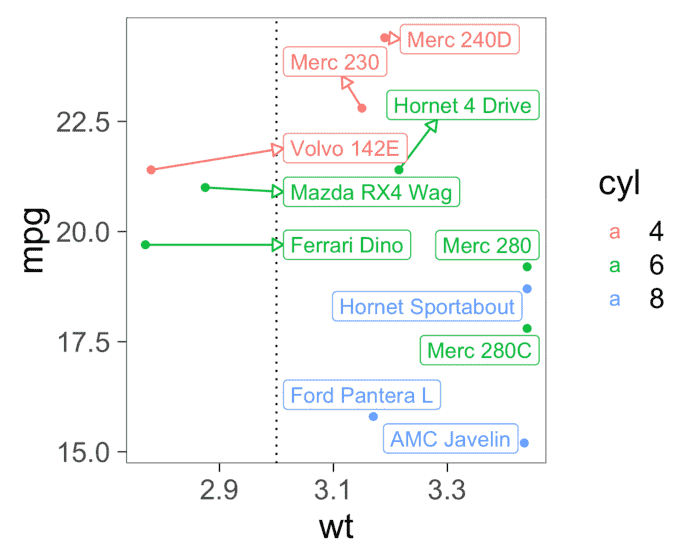 Merc 240D
Merc 230
Hornet 4 Drive
Volvo 142E
Mazda RX4 Wag
Ferrari Dino
Merc 280
Hornet Sportabout
Merc 280C
Ford Pantera L
AMC Javelin
22.5
20.0
17.5
15.0
mpg
2.9
3.1
3.3
wt
cyl
a 4
a 6
a 8